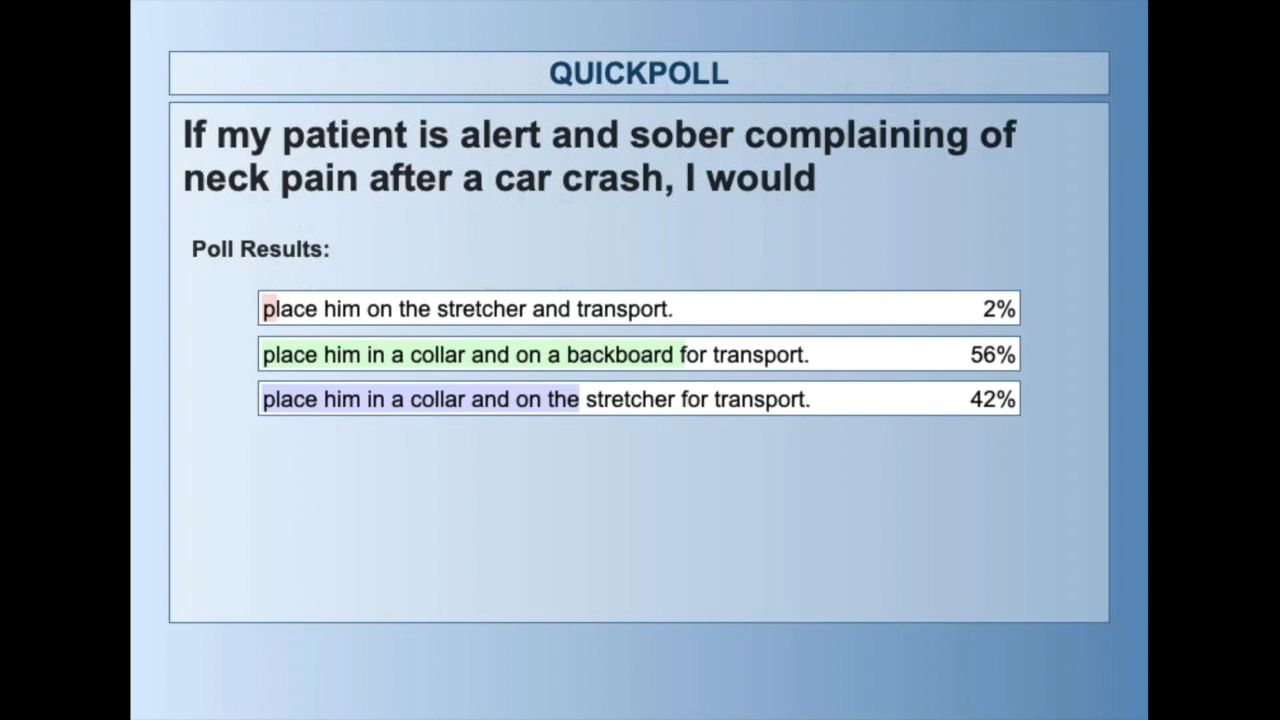 QUICKPOLL
If my patient is alert and sober complaining of
neck pain after a car crash, I would
Poll Results:
place him on the stretcher and transport. 2%
place him in a collar and on a backboard for transport. 56%
place him in a collar and on the stretcher for transport. 42%